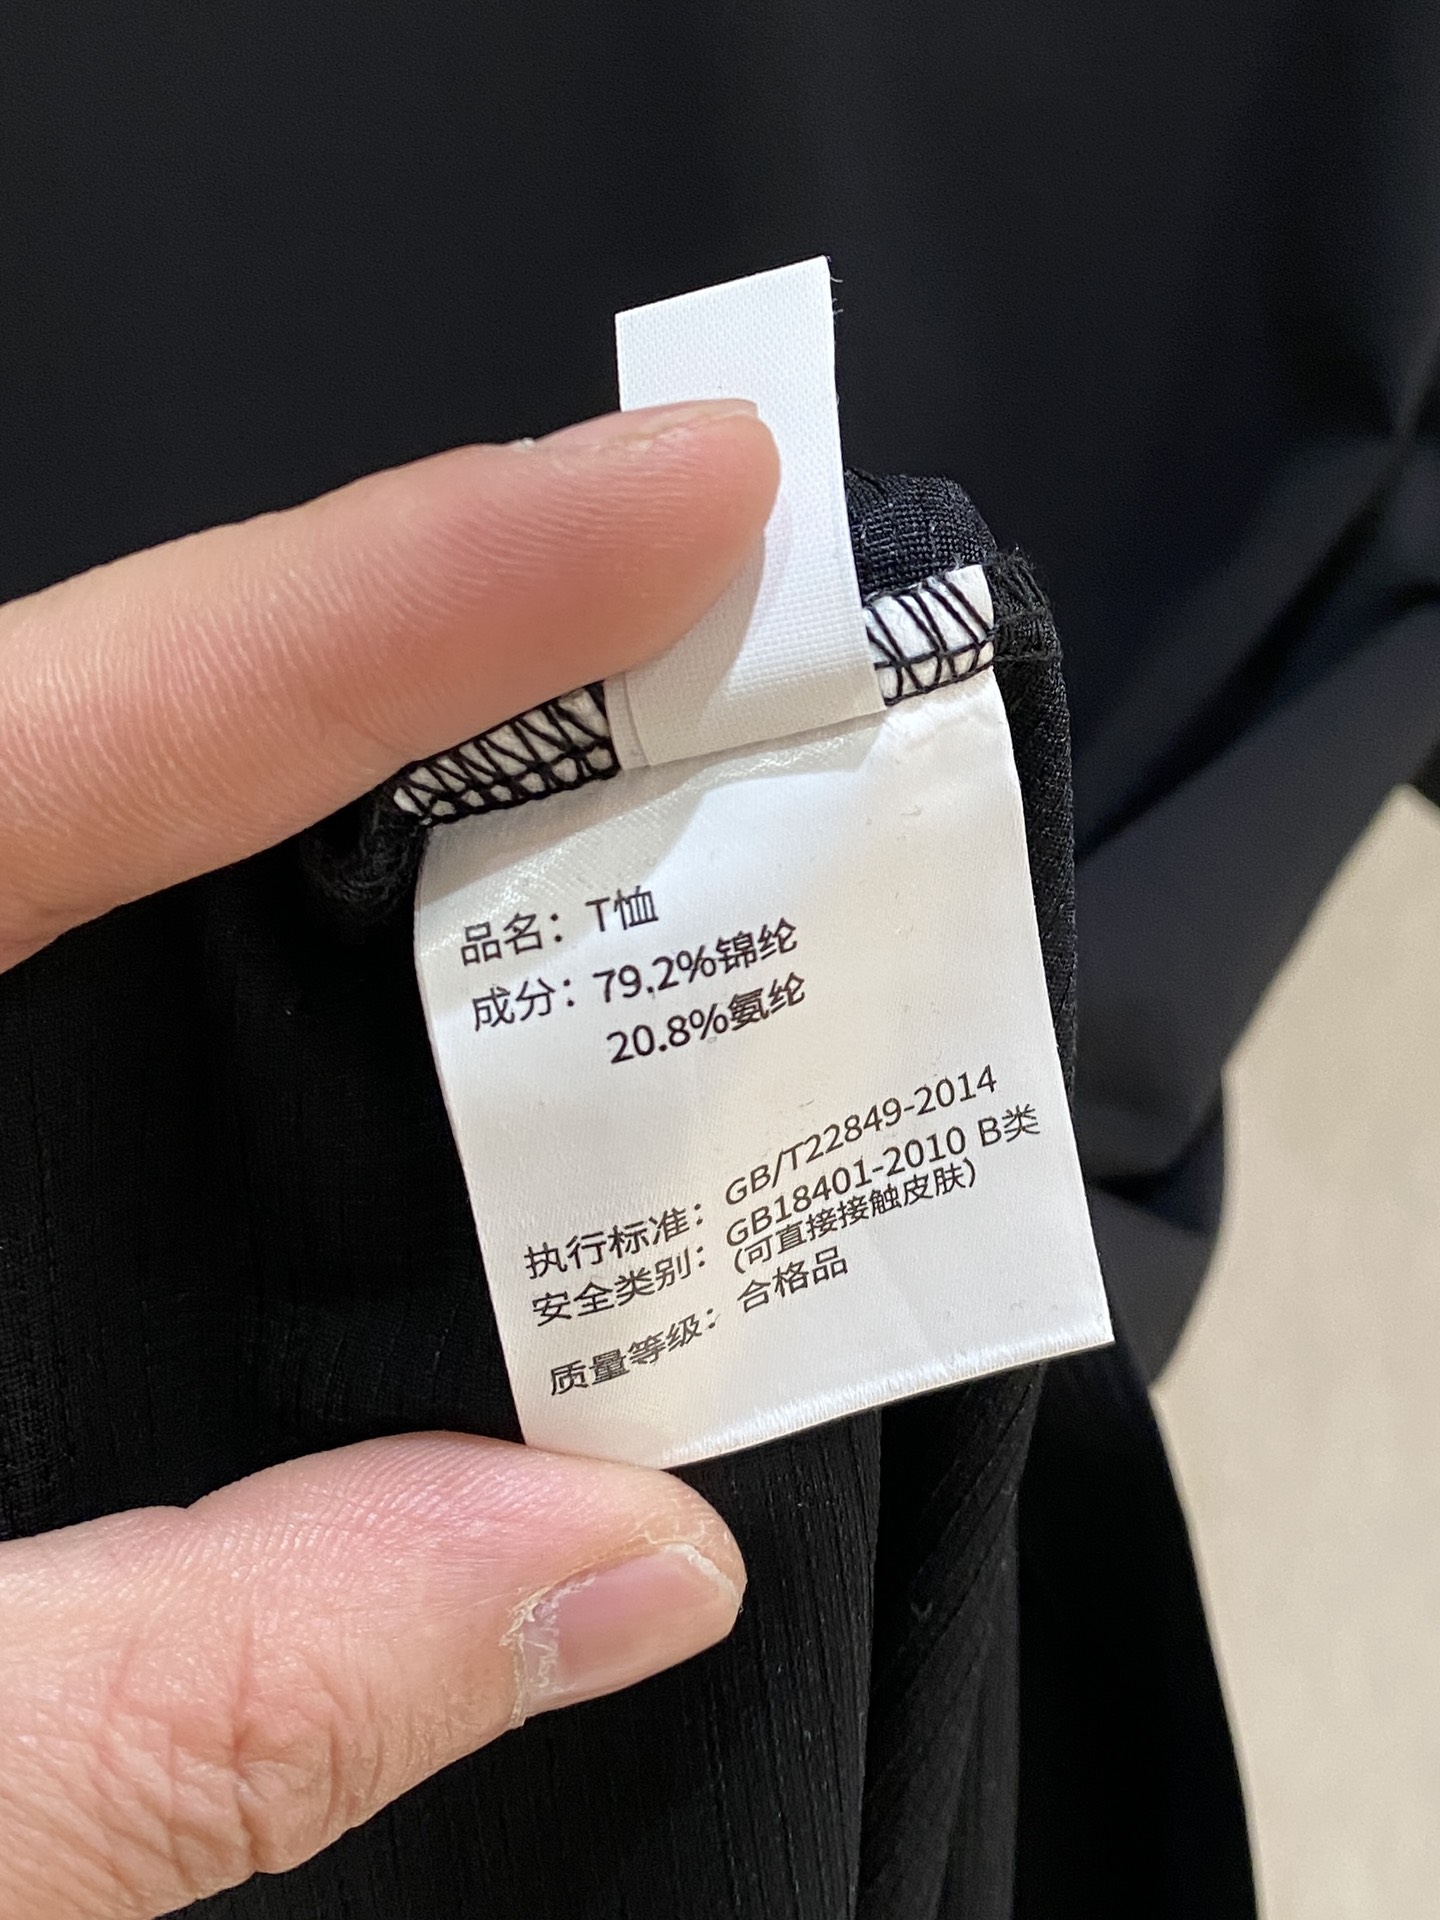 品名：T恤
成分：79.2%锦纶
20.8%氨纶
执行标准：GB/T22849-2014
安全类别：GB18401-2010 B类
(可直接接触皮肤)
质量等级：合格品